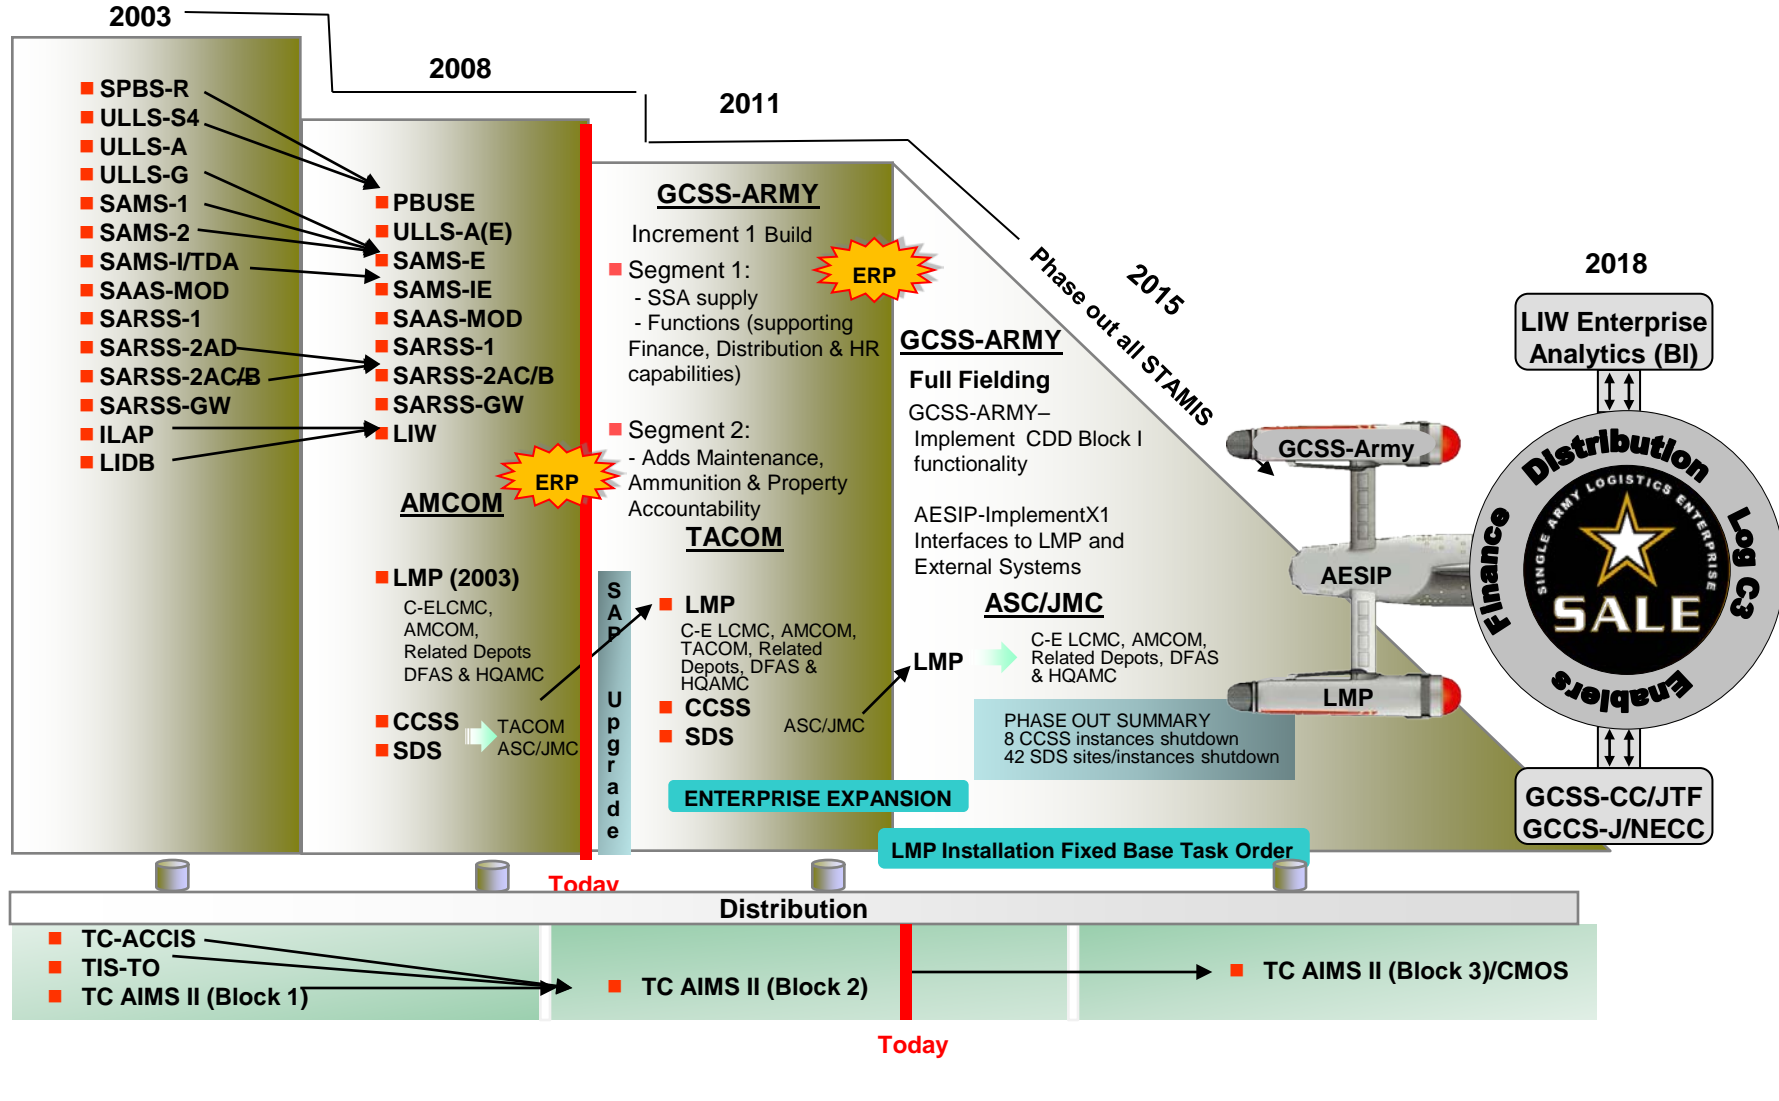 2003
2008
2011
2015
2018
SPBS-R
ULLS-S4
ULLS-A
ULLS-G
SAMS-1
SAMS-2
SAMS-I/TDA
SAAS-MOD
SARSS-1
SARSS-2AD
SARSS-2AC/B
SARSS-GW
ILAP
LIDB
PBUSE
ULLS-A(E)
SAMS-E
SAMS-IE
SAAS-MOD
SARSS-1
SARSS-2AC/B
SARSS-GW
LIW
ERP
AMCOM
LMP (2003)
C-ELCMC,
AMCOM,
Related Depots
DFAS & HQAMC
CCSS
SDS
TACOM
ASC/JMC
SAP Upgrade
GCSS-ARMY
Increment 1 Build
ERP
Segment 1:
- SSA supply
- Functions (supporting
Finance, Distribution & HR
capabilities)
Segment 2:
- Adds Maintenance,
Ammunition & Property
Accountability
TACOM
LMP
C-E LCMC, AMCOM,
TACOM, Related
Depots, DFAS &
HQAMC
CCSS
SDS
ASC/JMC
ENTERPRISE EXPANSION
Phase out all STAMIS
GCSS-ARMY
Full Fielding
GCSS-ARMY–
Implement CDD Block I
functionality
AESIP-ImplementX1
Interfaces to LMP and
External Systems
ASC/JMC
LMP
C-E LCMC, AMCOM,
Related Depots, DFAS
& HQAMC
PHASE OUT SUMMARY
8 CCSS instances shutdown
42 SDS sites/instances shutdown
LMP Installation Fixed Base Task Order
GCSS-Army
AESIP
LMP
LIW Enterprise
Analytics (BI)
Distribution
Finance
Log C3
Enablers
SINGLE ARMY LOGISTICS ENTERPRISE
SALE
GCSS-CC/JTF
GCCS-J/NECC
Today
Distribution
TC-ACCIS
TIS-TO
TC AIMS II (Block 1)
TC AIMS II (Block 2)
TC AIMS II (Block 3)/CMOS
Today